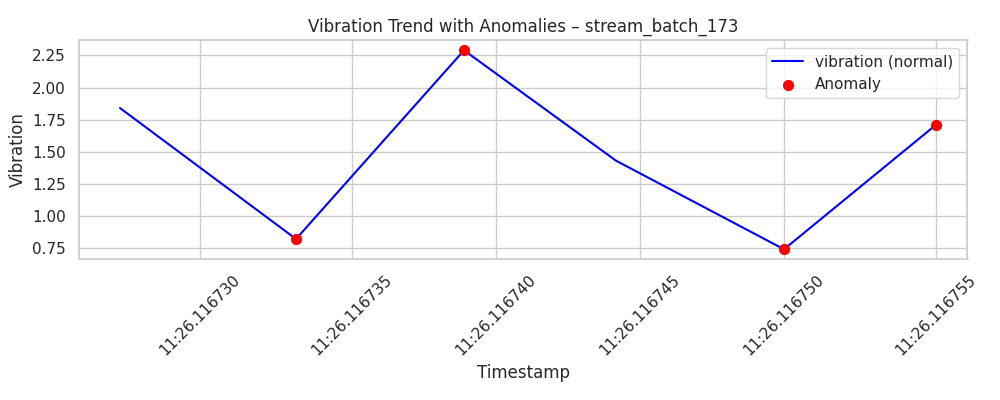 Vibration Trend with Anomalies – stream_batch_173
vibration (normal)
Anomaly
Vibration
2.25
2.00
1.75
1.50
1.25
1.00
0.75
11:26.116730
11:26.116735
11:26.116740
11:26.116745
11:26.116750
11:26.116755
Timestamp